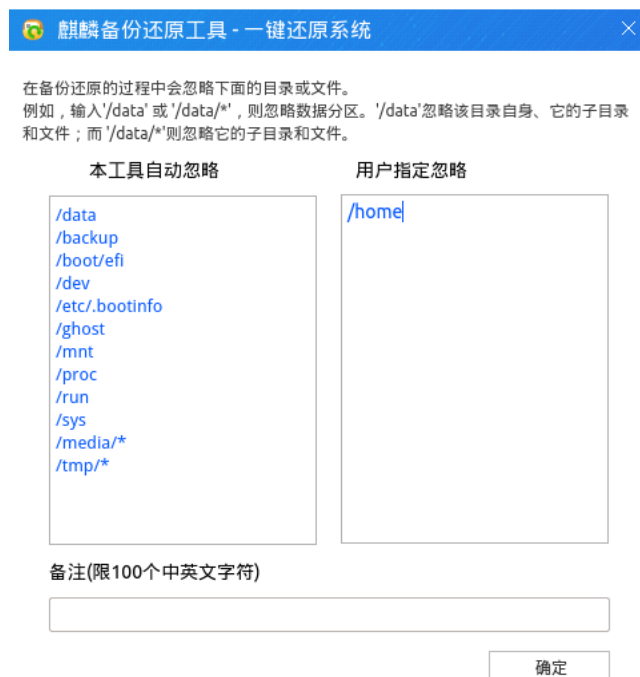 麒麟备份还原工具 - 一键还原系统
在备份还原的过程中会忽略下面的目录或文件。
例如，输入'/data' 或 '/data/*'，则忽略数据分区。'/data'忽略该目录自身、它的子目录
和文件；而 '/data/*'则忽略它的子目录和文件。
本工具自动忽略
/data
/backup
/boot/efi
/dev
/etc/.bootinfo
/ghost
/mnt
/proc
/run
/sys
/media/*
/tmp/*
用户指定忽略
/home
备注(限100个中英文字符)
确定